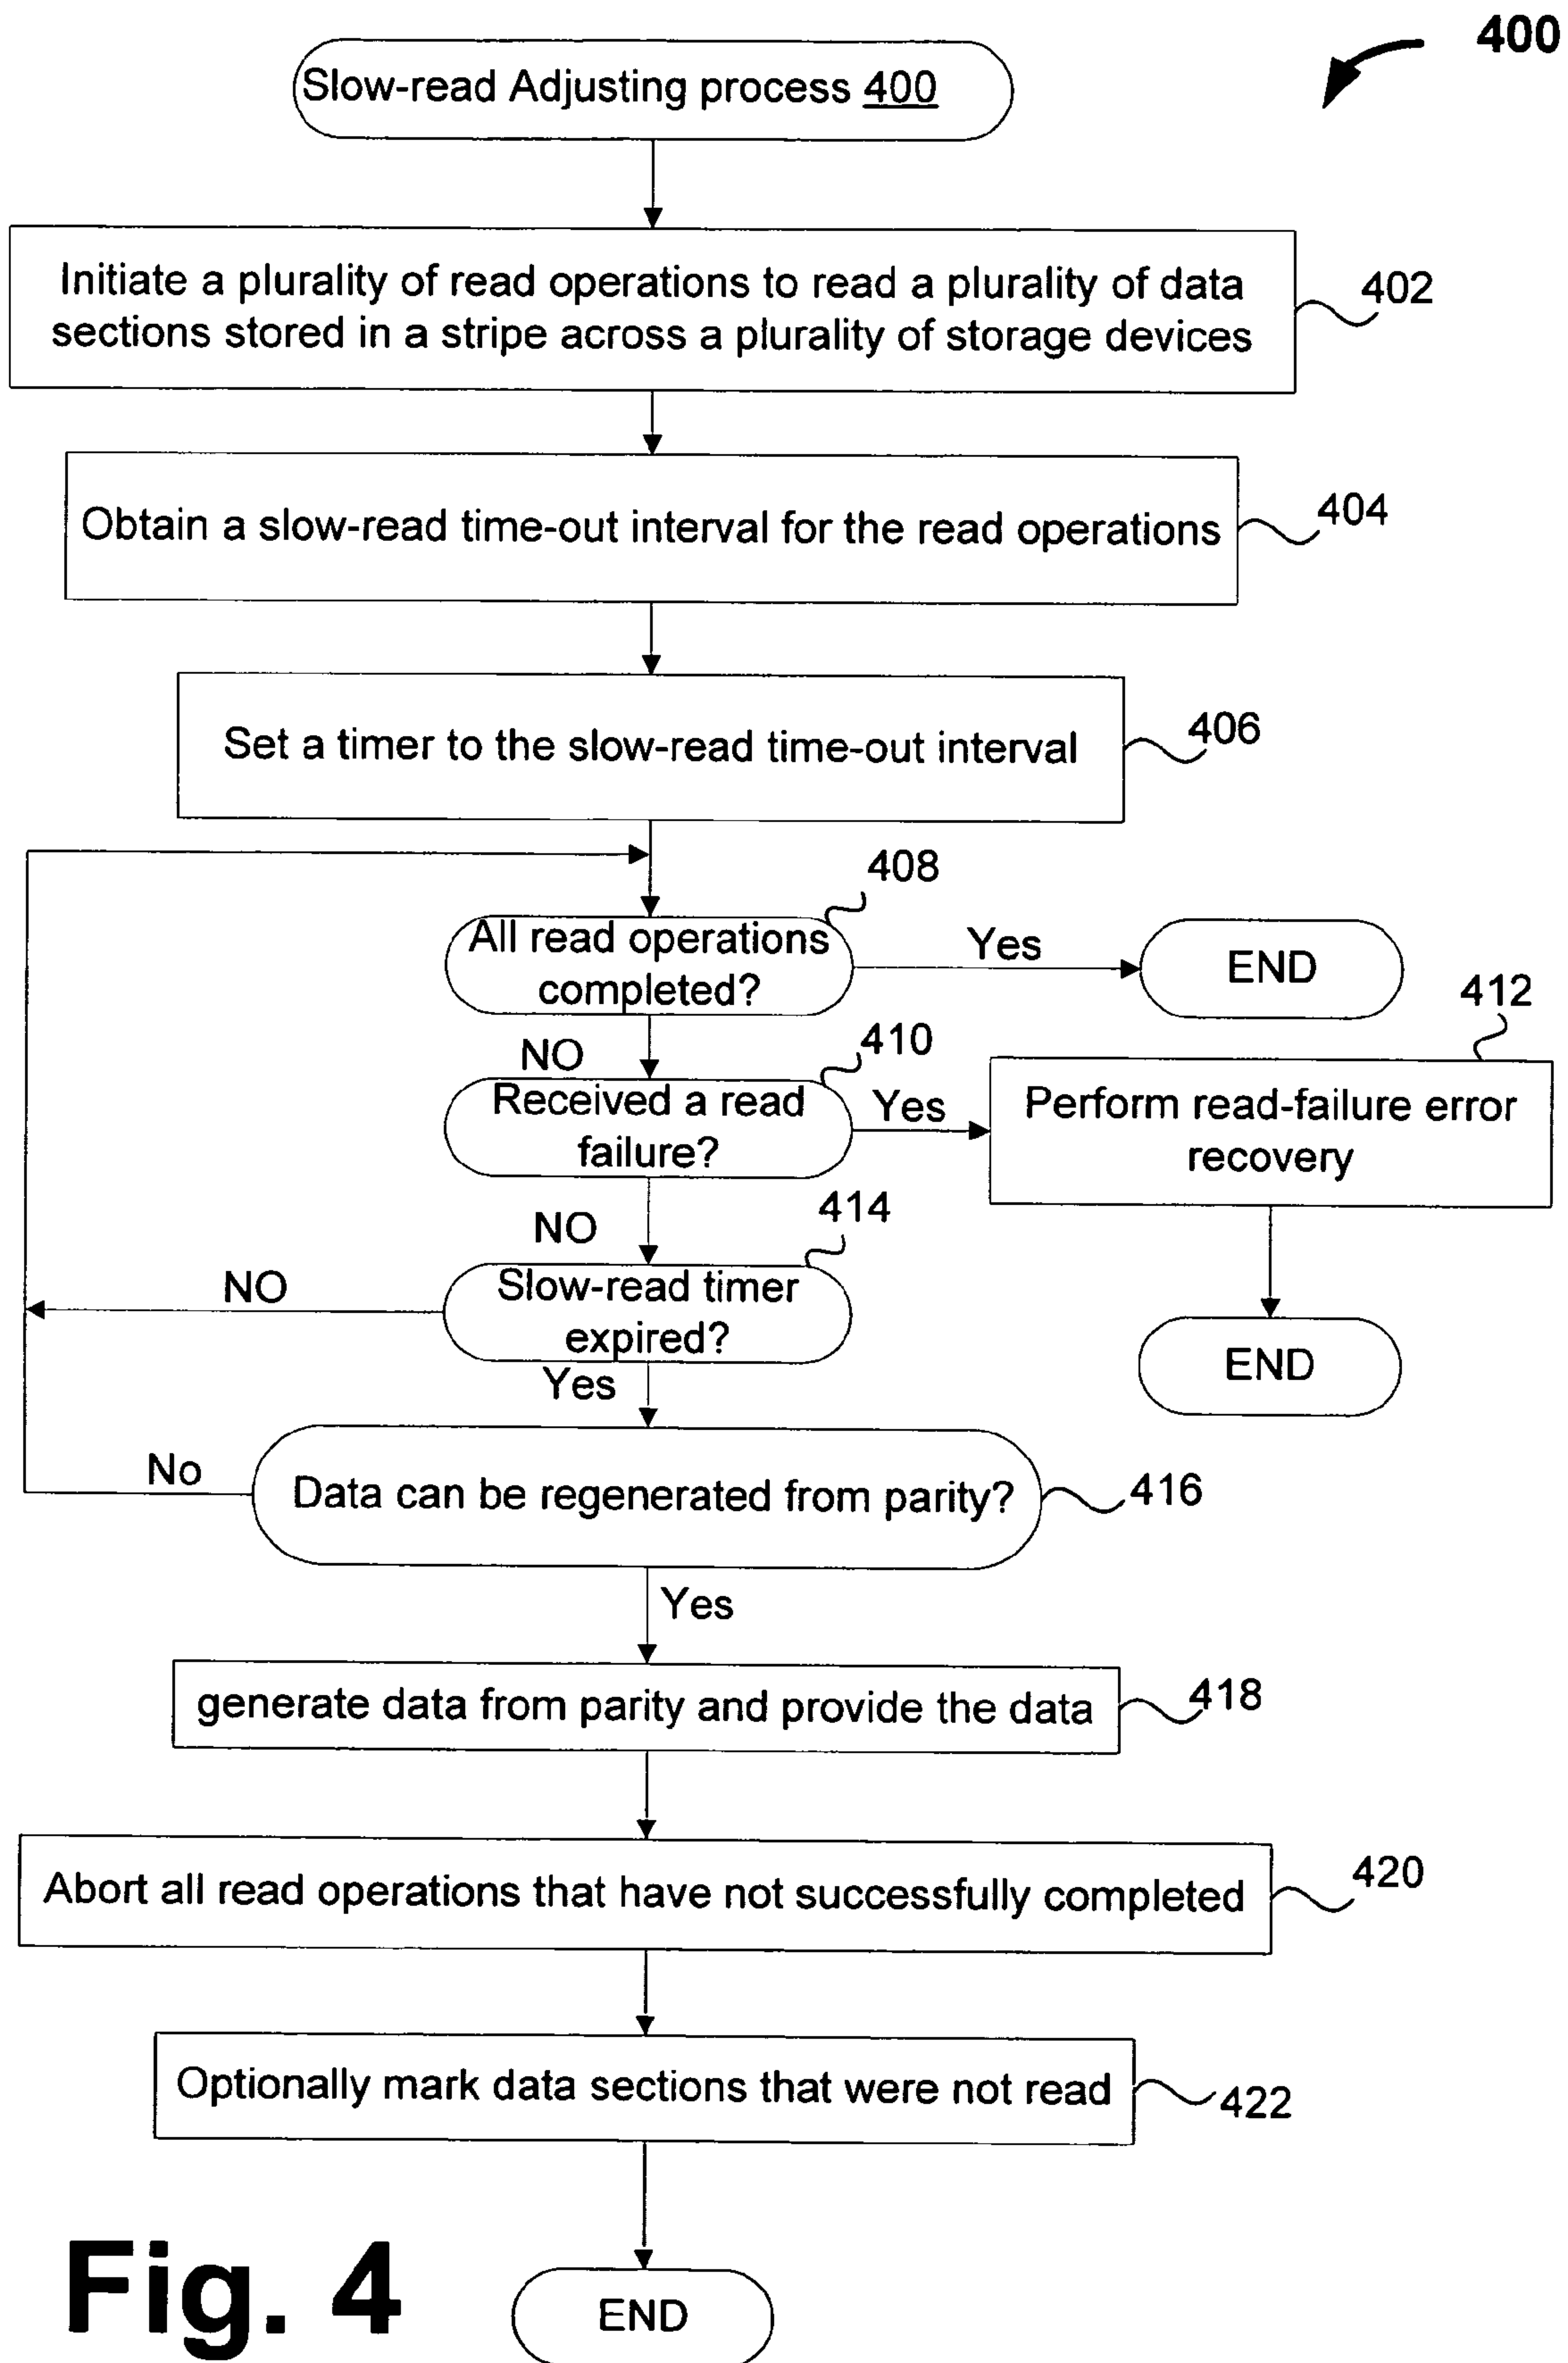 400
Slow-read Adjusting process 400
Initiate a plurality of read operations to read a plurality of data
sections stored in a stripe across a plurality of storage devices
402
Obtain a slow-read time-out interval for the read operations
404
Set a timer to the slow-read time-out interval
406
408
All read operations
completed?
Yes
END
412
NO
410
Received a read
failure?
Yes
Perform read-failure error
recovery
NO
414
Slow-read timer
expired?
NO
END
Yes
No
Data can be regenerated from parity?
416
Yes
generate data from parity and provide the data
418
Abort all read operations that have not successfully completed
420
Optionally mark data sections that were not read
422
Fig. 4
END